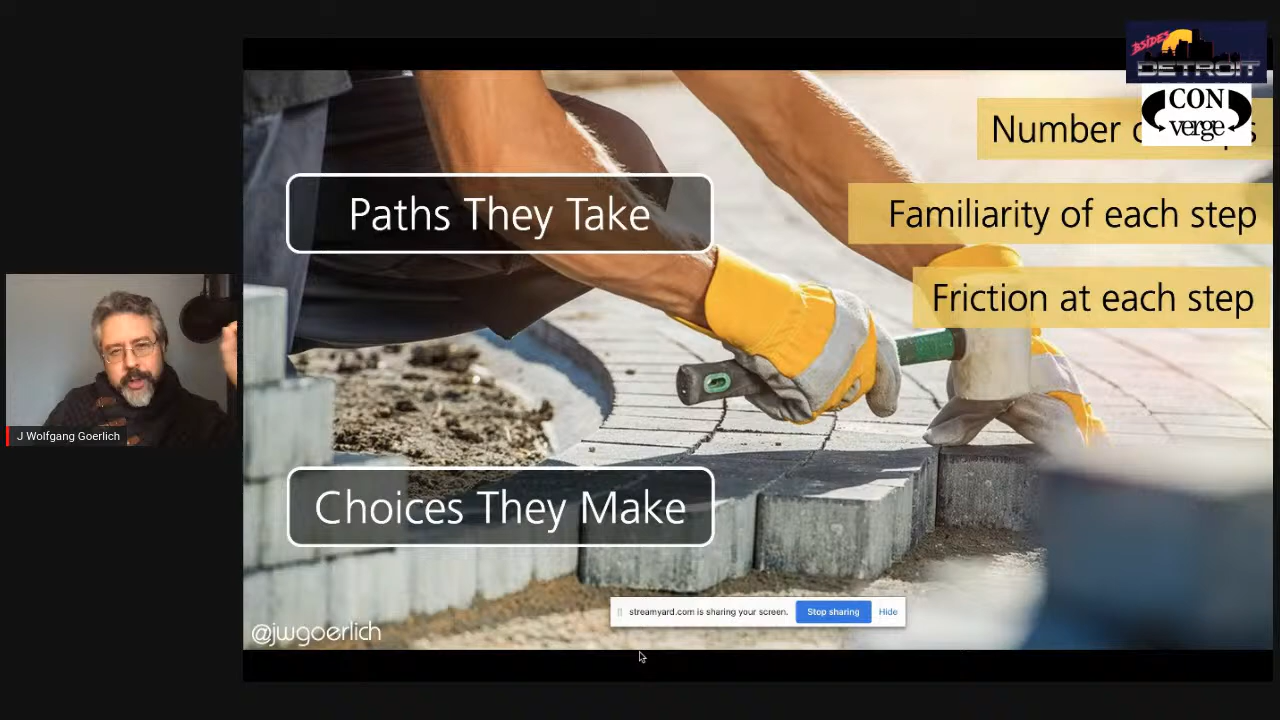 BSIDES
DETROIT
CON
verge
Number
Paths They Take
Familiarity of each step
Friction at each step
J Wolfgang Goerlich
Choices They Make
streamyard.com is sharing your screen.
Stop sharing
Hide
@jwgoerlich